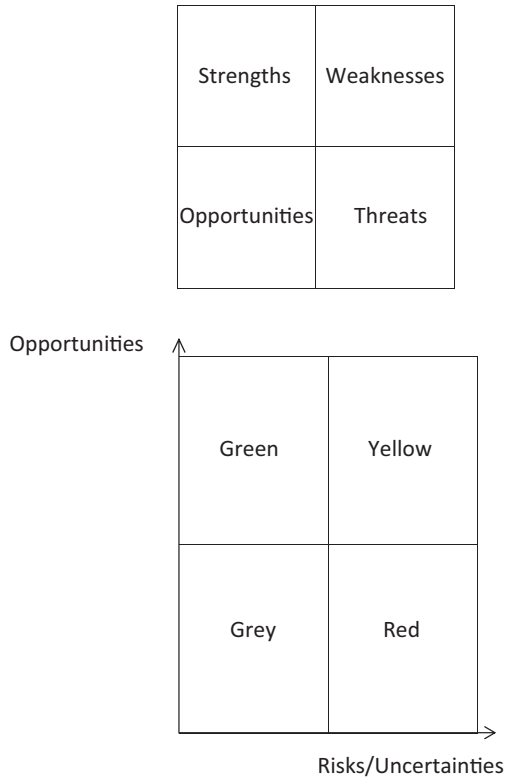 Strengths Weaknesses
Opportunities Threats
Opportunities
Green Yellow
Grey Red
Risks/Uncertainties